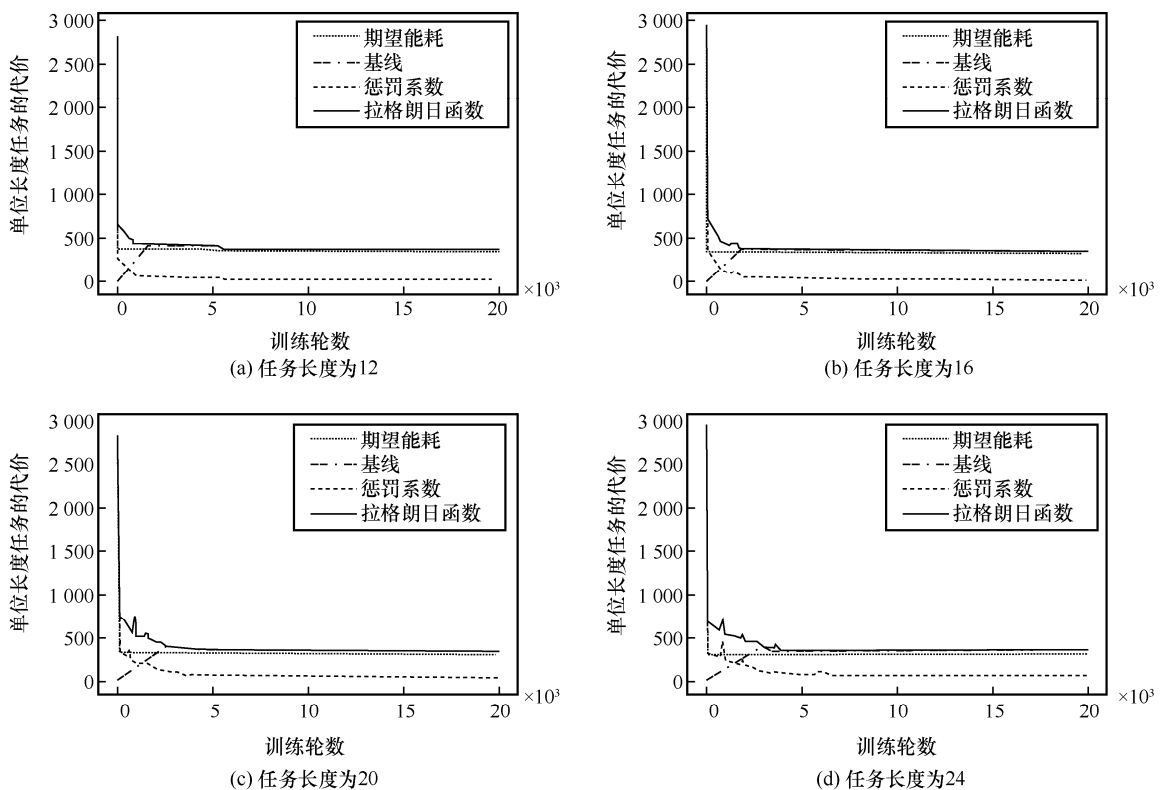 单位长度任务的代价
3 000
2 500
2 000
1 500
1 000
500
0
期望能耗
基线
惩罚系数
拉格朗日函数
0 5 10 15 20
×10³
训练轮数
(a) 任务长度为12
单位长度任务的代价
3 000
2 500
2 000
1 500
1 000
500
0
期望能耗
基线
惩罚系数
拉格朗日函数
0 5 10 15 20
×10³
训练轮数
(b) 任务长度为16
单位长度任务的代价
3 000
2 500
2 000
1 500
1 000
500
0
期望能耗
基线
惩罚系数
拉格朗日函数
0 5 10 15 20
×10³
训练轮数
(c) 任务长度为20
单位长度任务的代价
3 000
2 500
2 000
1 500
1 000
500
0
期望能耗
基线
惩罚系数
拉格朗日函数
0 5 10 15 20
×10³
训练轮数
(d) 任务长度为24